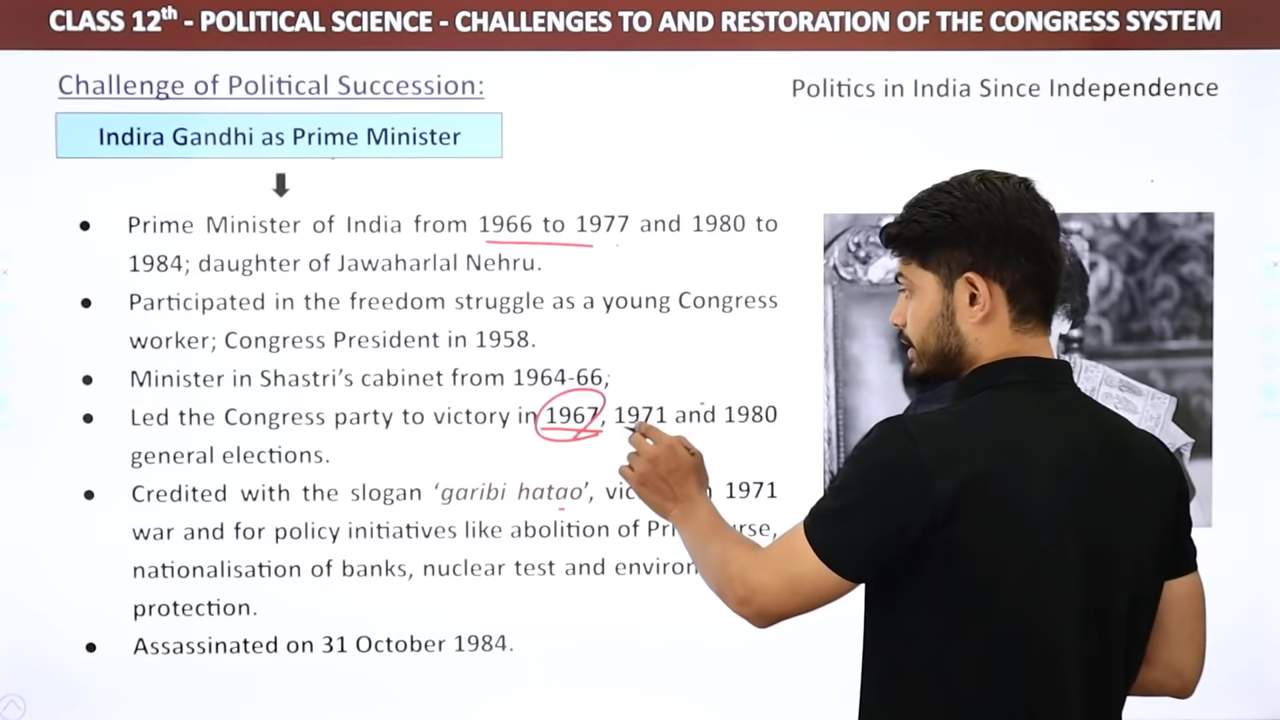 CLASS 12th - POLITICAL SCIENCE - CHALLENGES TO AND RESTORATION OF THE CONGRESS SYSTEM
Challenge of Political Succession:
Politics in India Since Independence
Indira Gandhi as Prime Minister
● Prime Minister of India from 1966 to 1977 and 1980 to
1984; daughter of Jawaharlal Nehru.
● Participated in the freedom struggle as a young Congress
worker; Congress President in 1958.
● Minister in Shastri’s cabinet from 1964-66;
● Led the Congress party to victory in 1967, 1971 and 1980
general elections.
● Credited with the slogan ‘garibi hatao’, 1971
war and for policy initiatives like abolition of
nationalisation of banks, nuclear test and
protection.
● Assassinated on 31 October 1984.